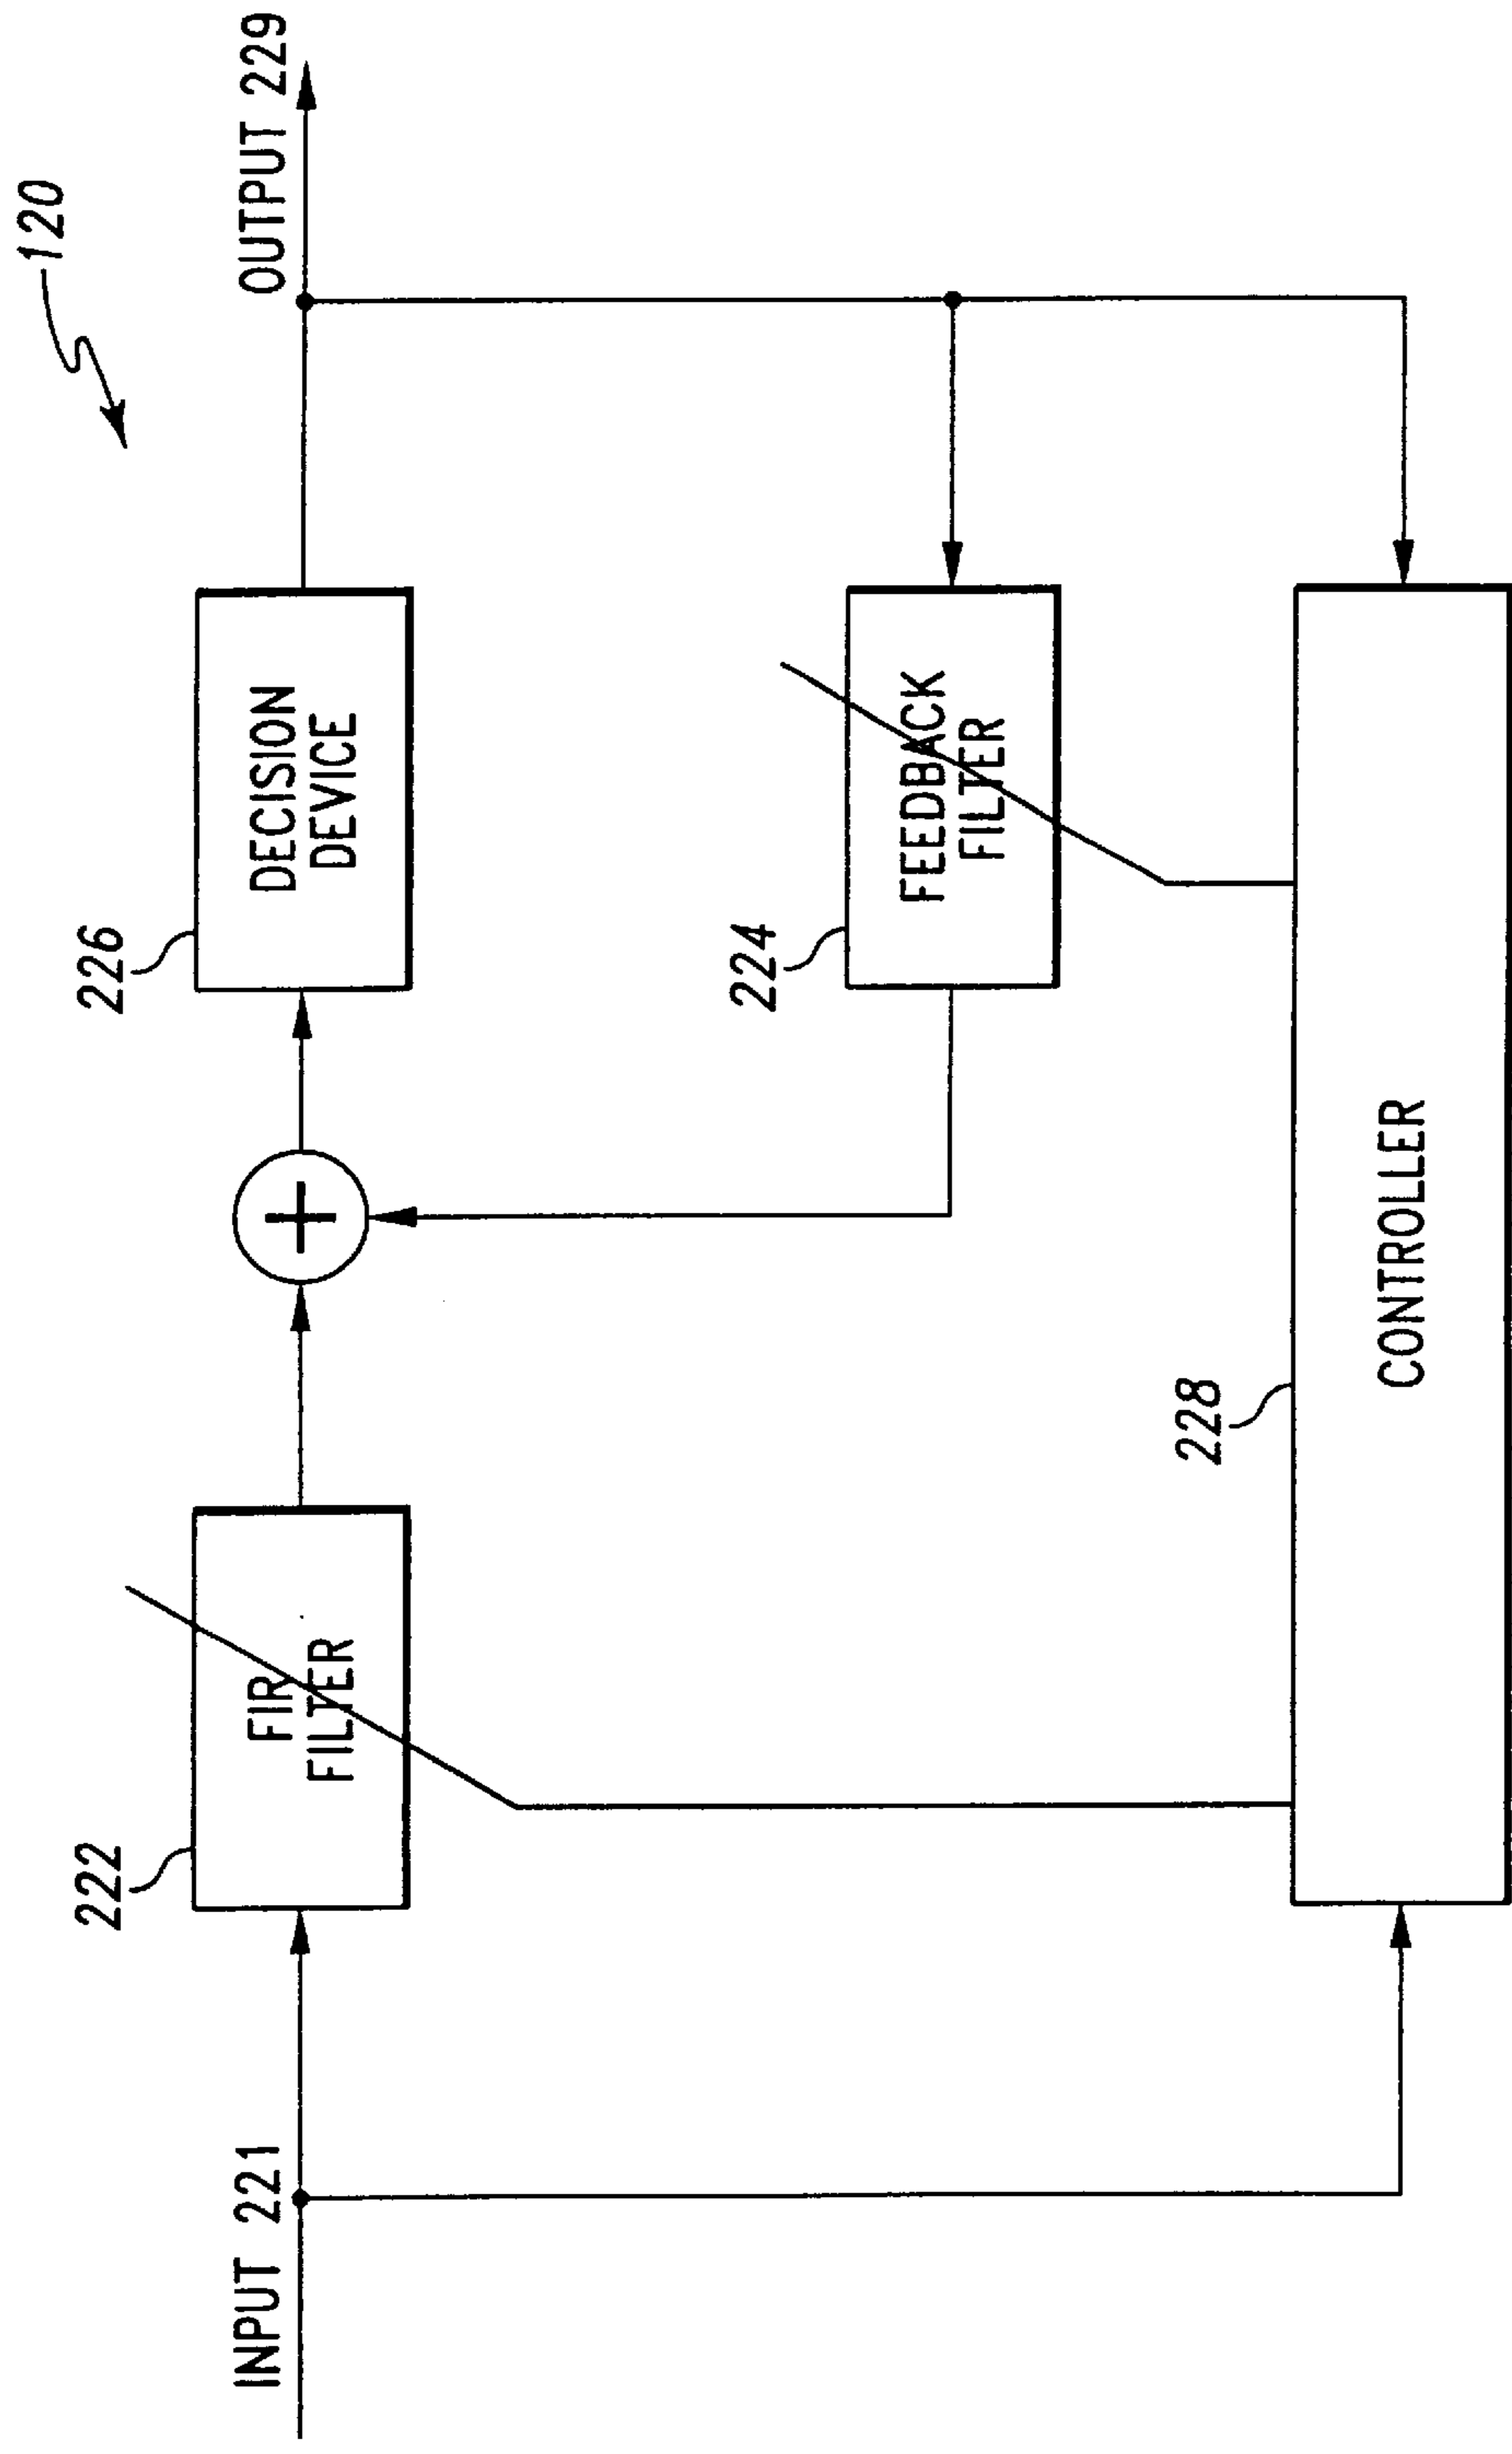 120
INPUT 221
222
FIR
FILTER
226
DECISION
DEVICE
OUTPUT 229
224
FEEDBACK
FILTER
228
CONTROLLER